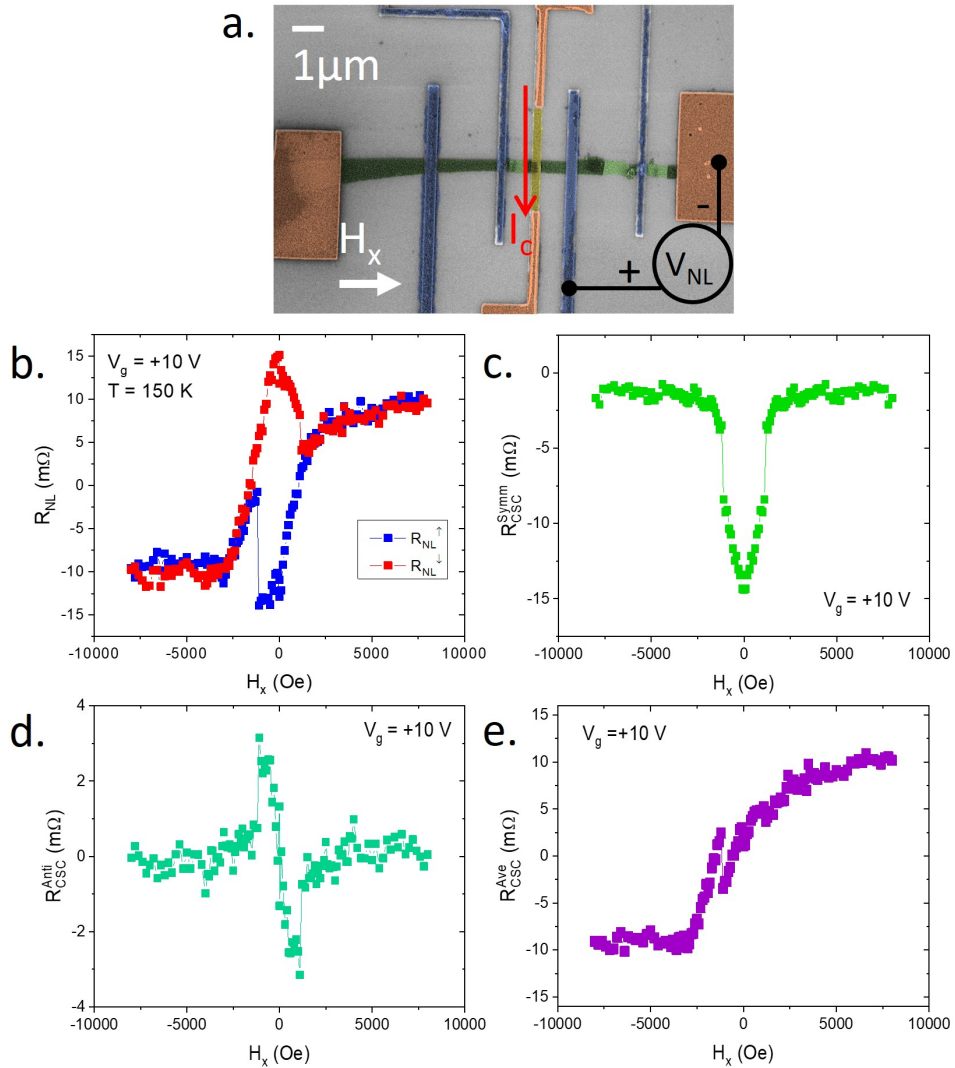 a.
1μm
H_x
I_c
+
-
V_NL
b.
V_g = +10 V
T = 150 K
R_NL (mΩ)
15
10
5
0
-5
-10
-15
R_NL↑
R_NL↓
-10000 -5000 0 5000 10000
H_x (Oe)
c.
R_CSC^Symm (mΩ)
0
-5
-10
-15
V_g = +10 V
-10000 -5000 0 5000 10000
H_x (Oe)
d.
V_g = +10 V
R_CSC^Anti (mΩ)
4
2
0
-2
-4
-10000 -5000 0 5000 10000
H_x (Oe)
e.
V_g =+10 V
R_CSC^Ave (mΩ)
15
10
5
0
-5
-10
-15
-10000 -5000 0 5000 10000
H_x (Oe)